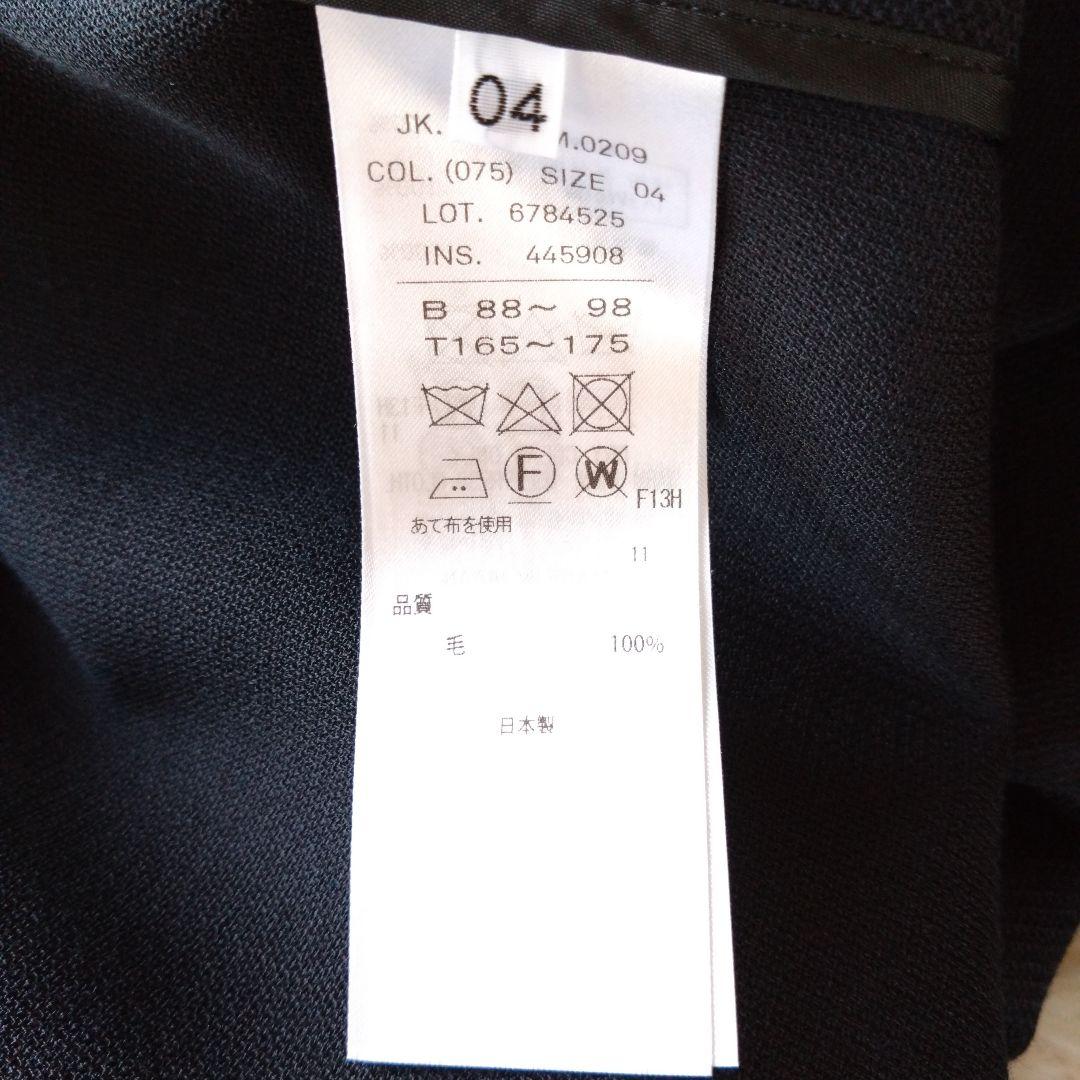 04
JK. M.0209
COL. (075) SIZE 04
LOT. 6784525
INS. 445908
B 88～ 98
T165～175
F
W
F13H
あて布を使用
11
品質
毛 100%
日本製